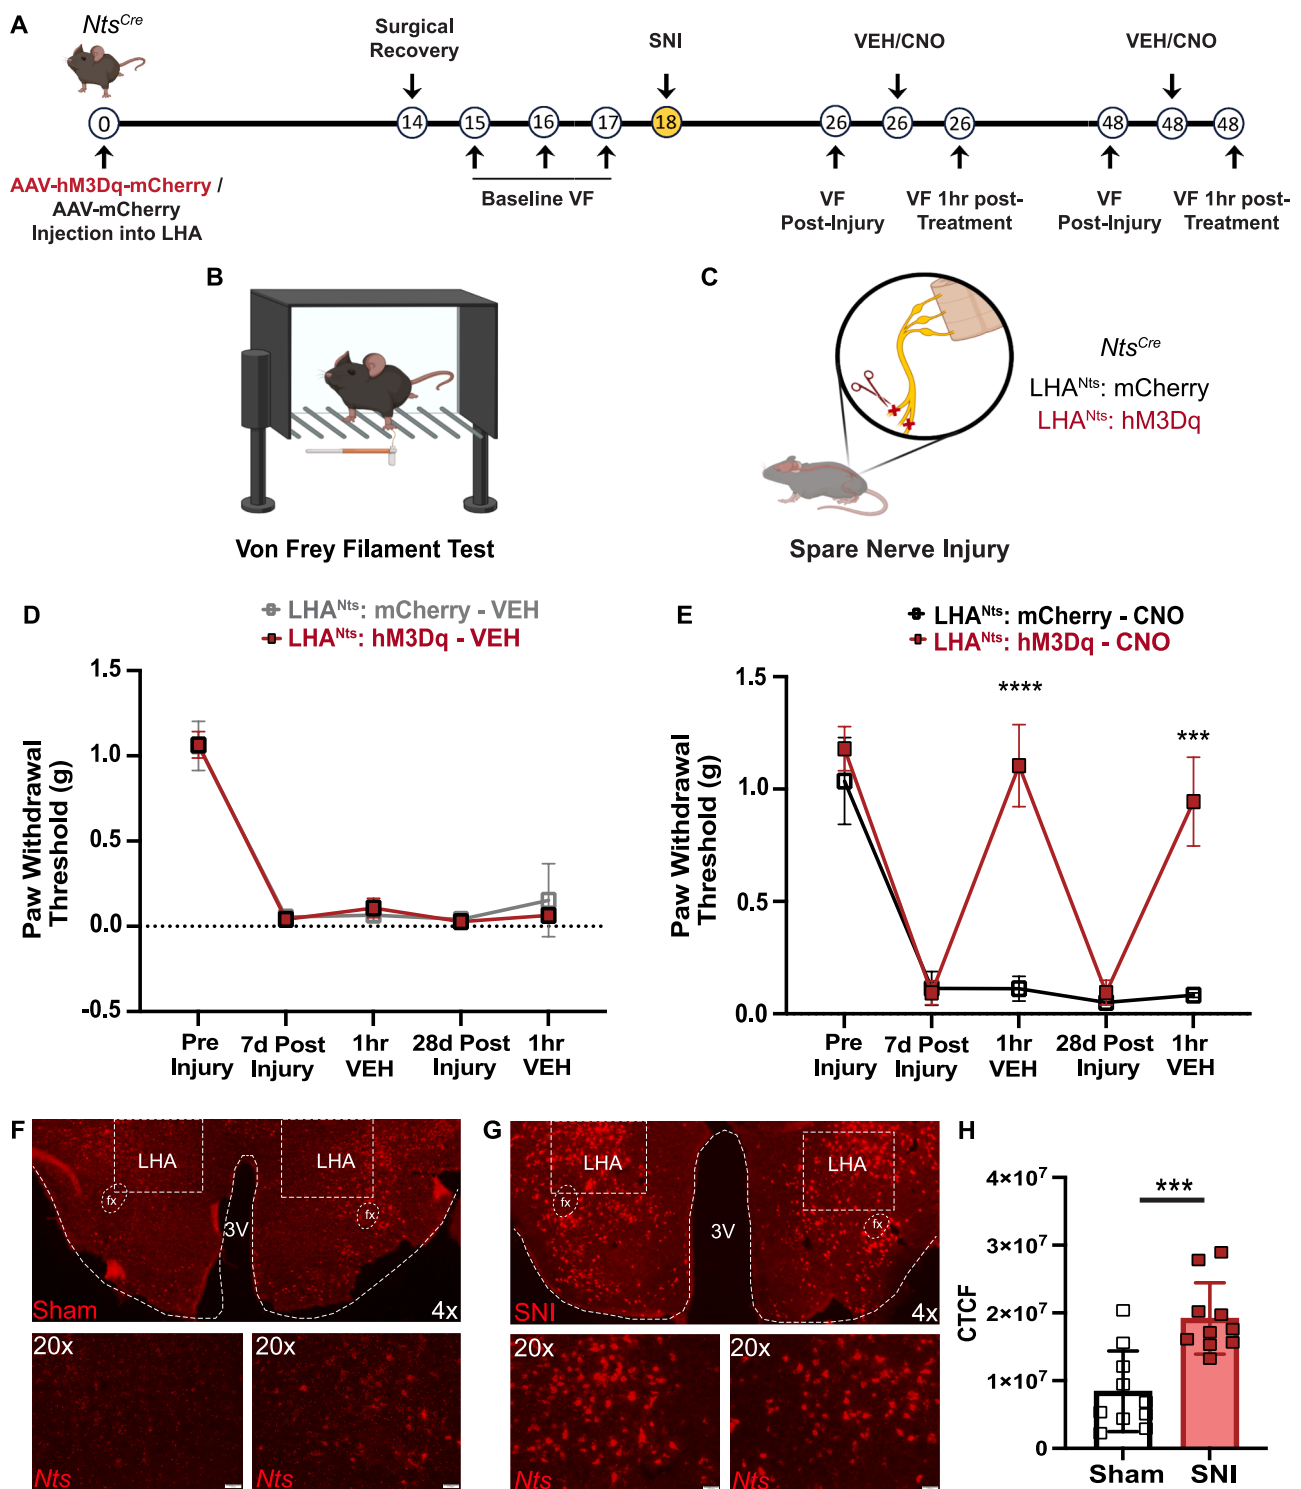 A
Nts^Cre
Surgical
Recovery
SNI
VEH/CNO
VEH/CNO
0
14
15
16
17
18
26
26
26
48
48
48
AAV-hM3Dq-mCherry /
AAV-mCherry
Injection into LHA
Baseline VF
VF
Post-Injury
VF 1hr post-
Treatment
VF
Post-Injury
VF 1hr post-
Treatment
B
Von Frey Filament Test
C
Nts^Cre
LHA^Nts: mCherry
LHA^Nts: hM3Dq
Spare Nerve Injury
D
LHA^Nts: mCherry - VEH
LHA^Nts: hM3Dq - VEH
Paw Withdrawal
Threshold (g)
1.5
1.0
0.5
0.0
-0.5
Pre
Injury
7d Post
Injury
1hr
VEH
28d Post
Injury
1hr
VEH
E
LHA^Nts: mCherry - CNO
LHA^Nts: hM3Dq - CNO
Paw Withdrawal
Threshold (g)
1.5
1.0
0.5
0.0
****
***
Pre
Injury
7d Post
Injury
1hr
VEH
28d Post
Injury
1hr
VEH
F
LHA
LHA
fx
fx
3V
Sham
4x
20x
Nts
20x
Nts
G
LHA
LHA
fx
fx
3V
SNI
4x
20x
Nts
20x
Nts
H
CTCF
4×10^7
3×10^7
2×10^7
1×10^7
0
***
Sham
SNI